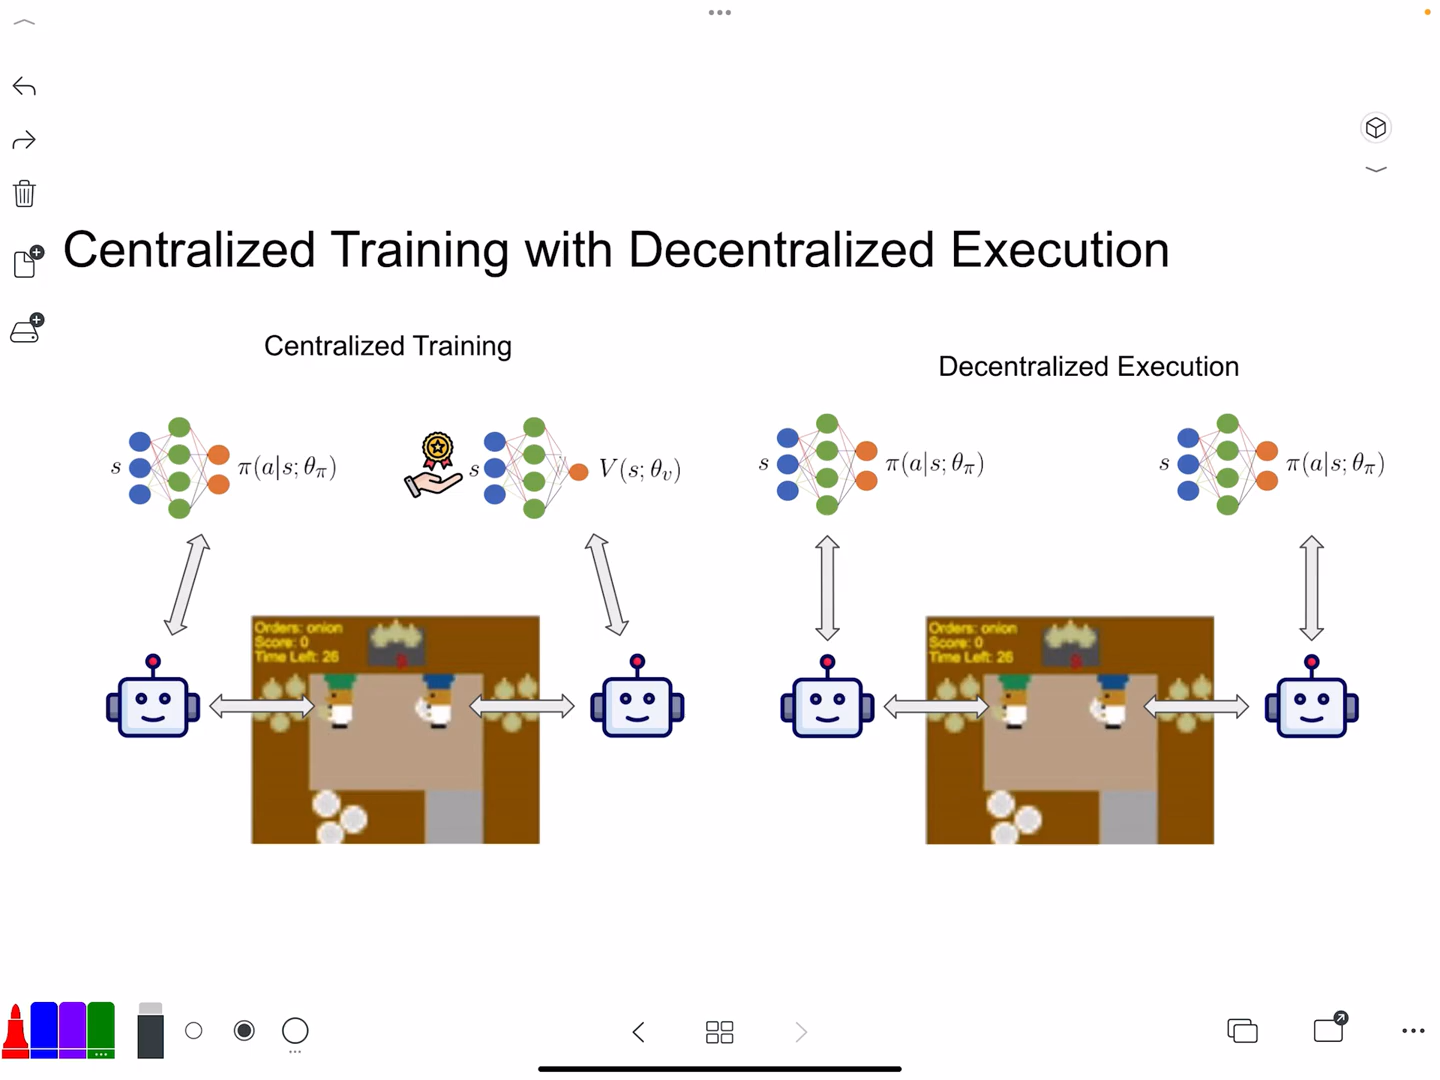 Centralized Training with Decentralized Execution
Centralized Training
Decentralized Execution
s
π(a|s; θπ)
s
V(s; θv)
s
π(a|s; θπ)
s
π(a|s; θπ)
Orders: onion
Score: 0
Time Left: 26
Orders: onion
Score: 0
Time Left: 26